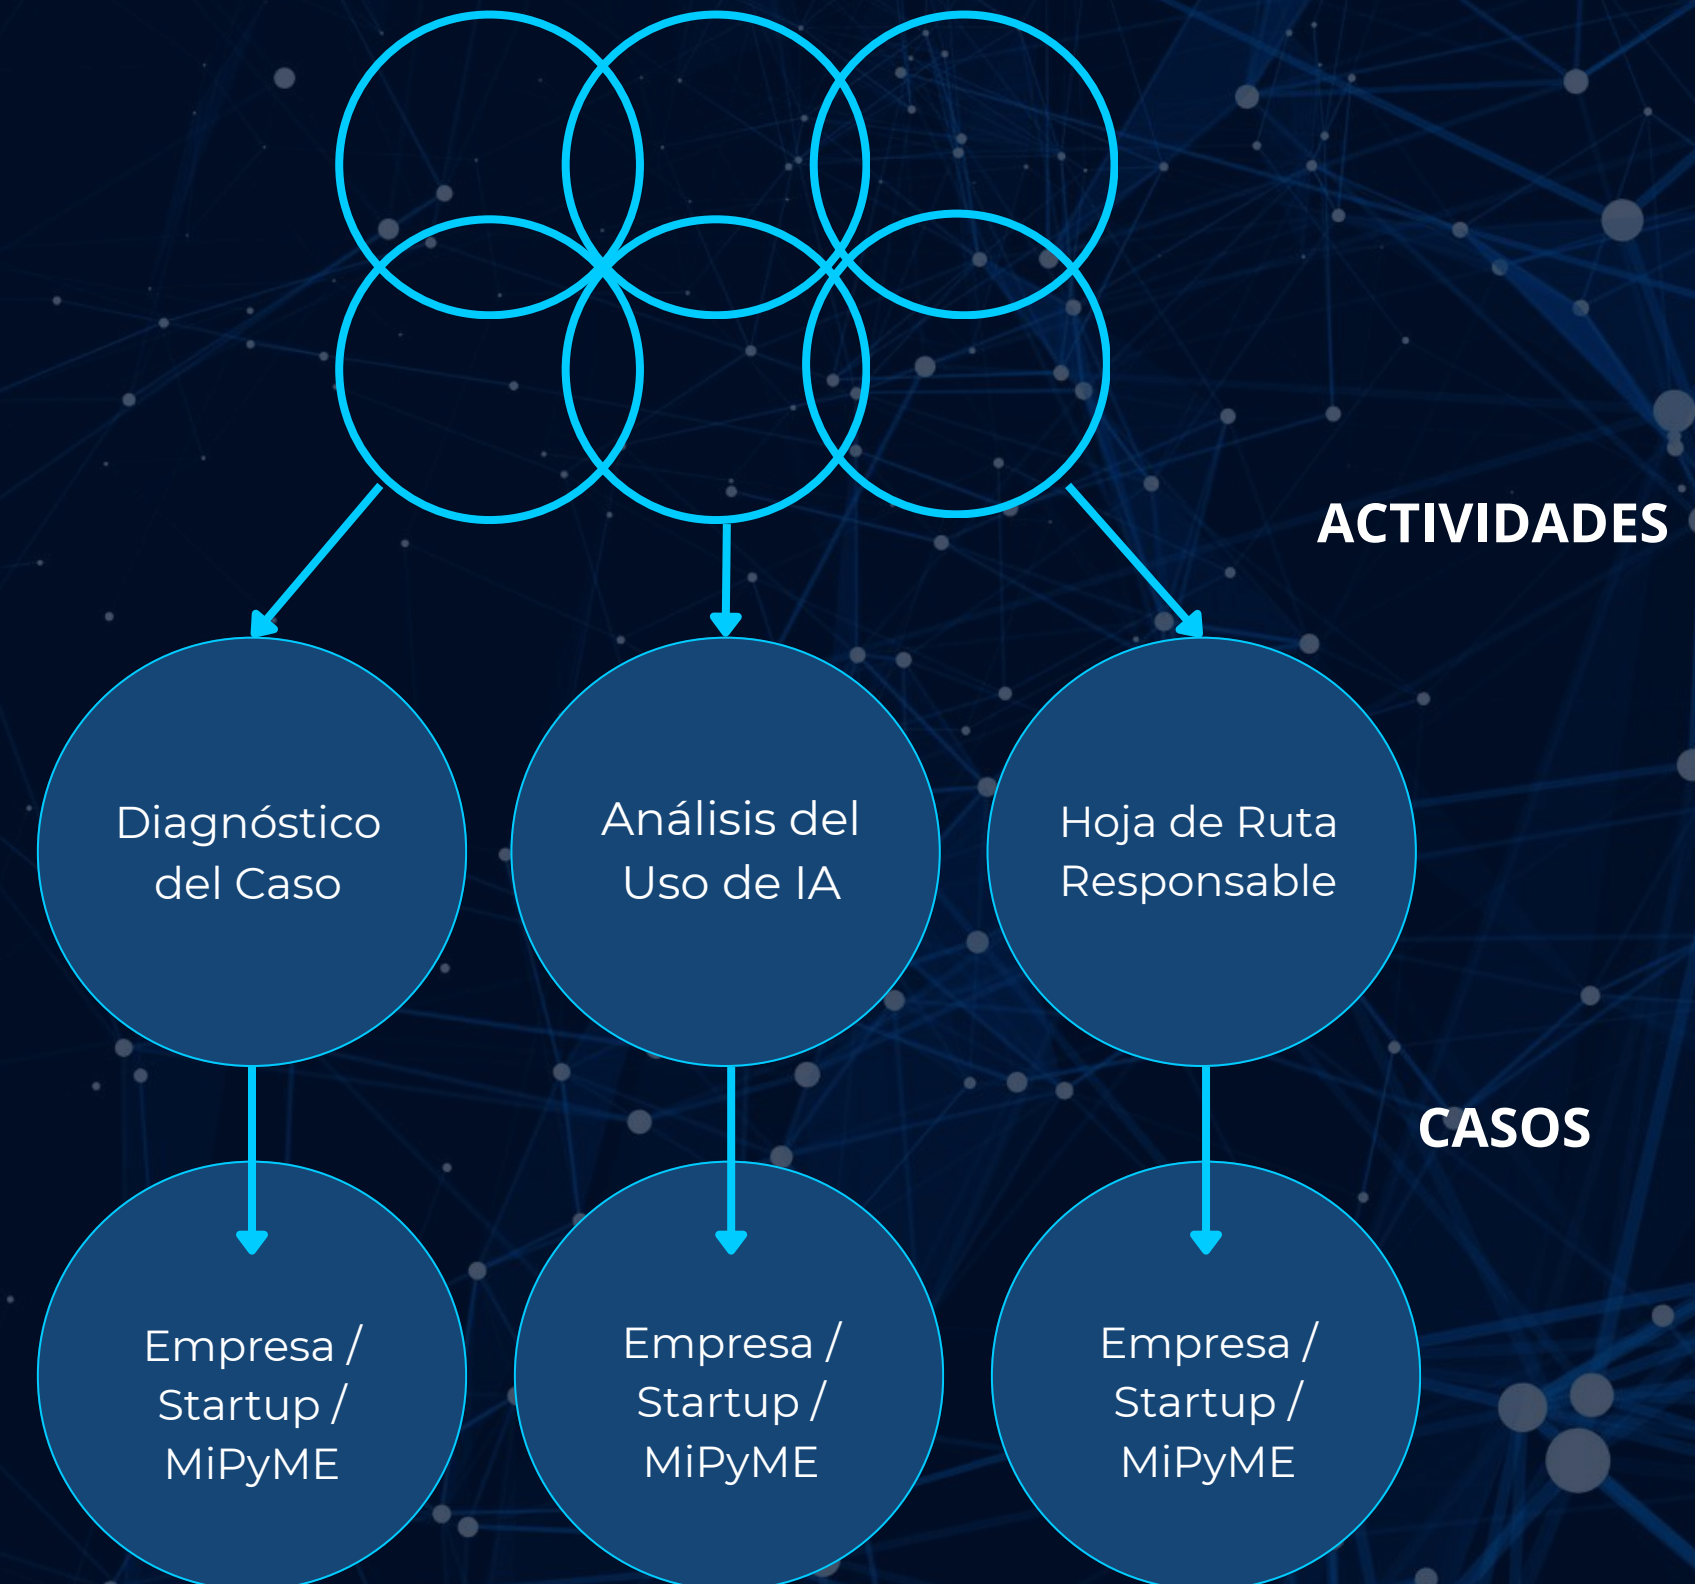 ACTIVIDADES
Diagnóstico
del Caso
Análisis del
Uso de IA
Hoja de Ruta
Responsable
CASOS
Empresa /
Startup /
MiPyME
Empresa /
Startup /
MiPyME
Empresa /
Startup /
MiPyME